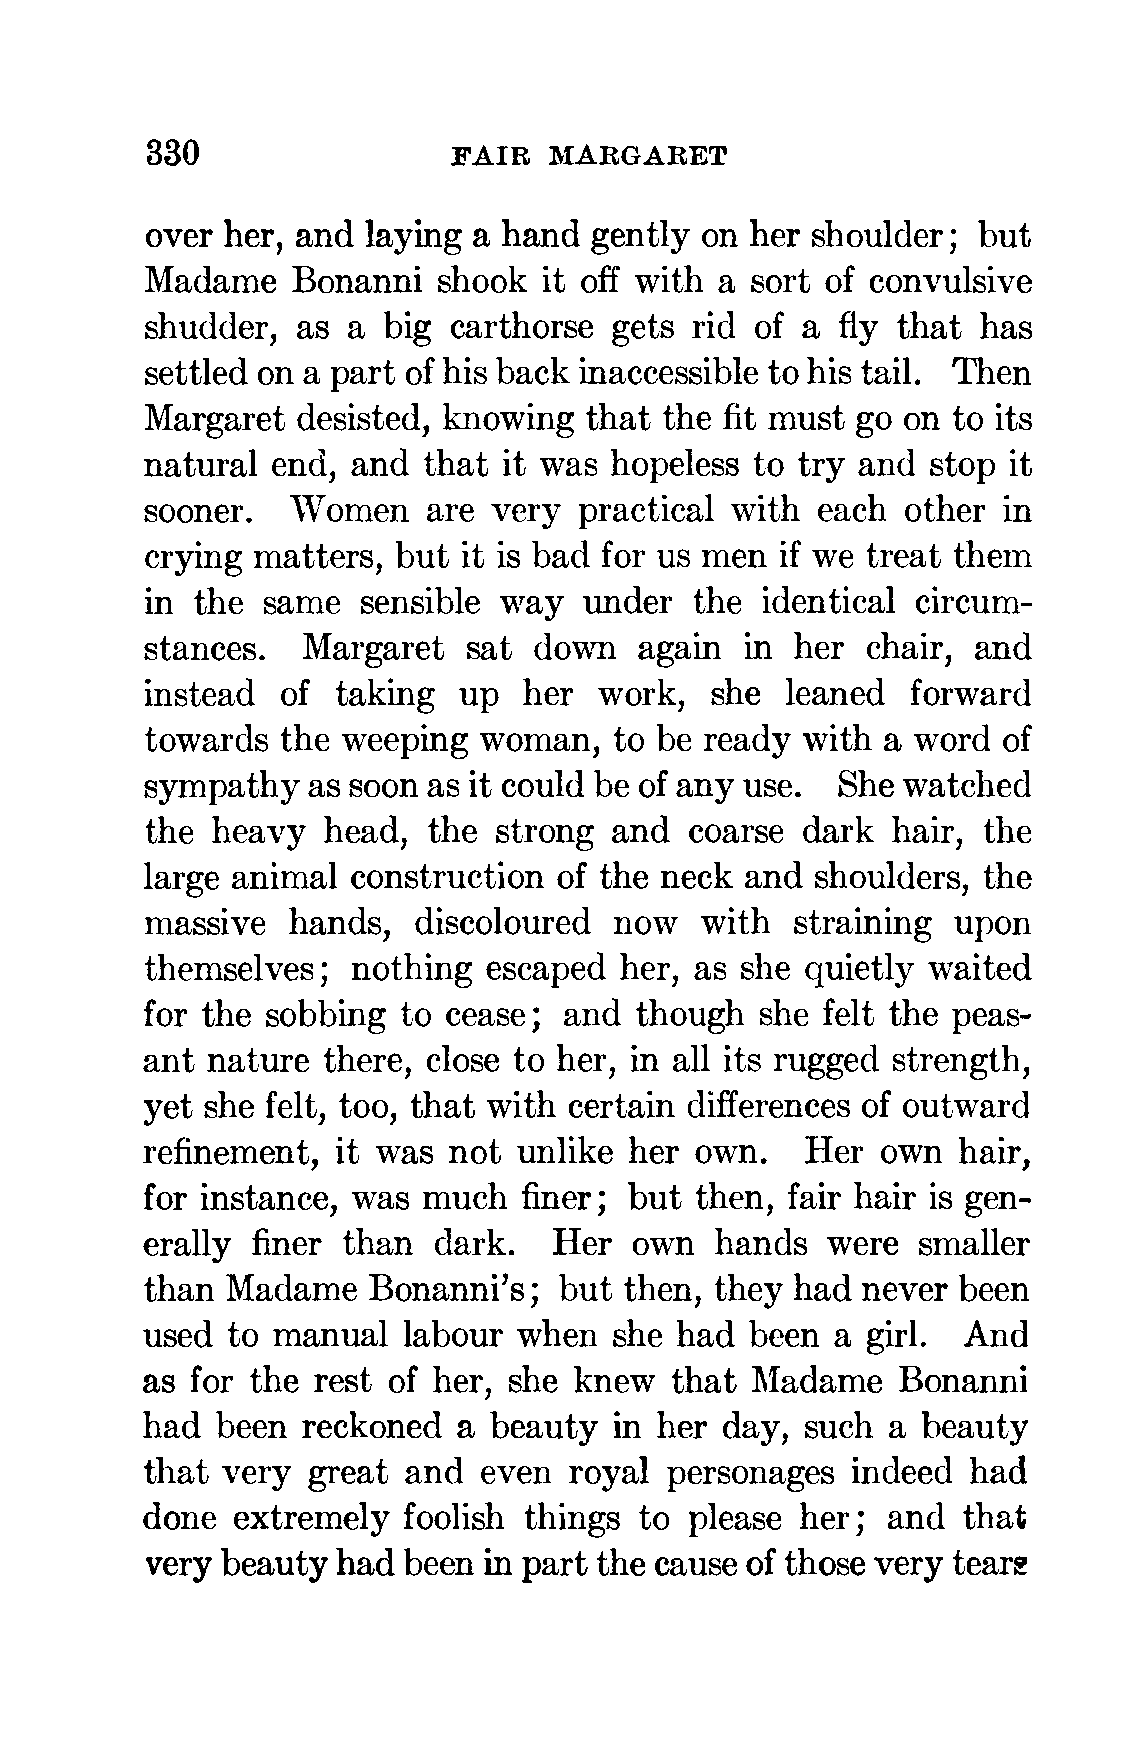 330 FAIR MARGARET
over her, and laying a hand gently on her shoulder; but
Madame Bonanni shook it off with a sort of convulsive
shudder, as a big carthorse gets rid of a fly that has
settled on a part of his back inaccessible to his tail. Then
Margaret desisted, knowing that the fit must go on to its
natural end, and that it was hopeless to try and stop it
sooner. Women are very practical with each other in
crying matters, but it is bad for us men if we treat them
in the same sensible way under the identical circum-
stances. Margaret sat down again in her chair, and
instead of taking up her work, she leaned forward
towards the weeping woman, to be ready with a word of
sympathy as soon as it could be of any use. She watched
the heavy head, the strong and coarse dark hair, the
large animal construction of the neck and shoulders, the
massive hands, discoloured now with straining upon
themselves; nothing escaped her, as she quietly waited
for the sobbing to cease; and though she felt the peas-
ant nature there, close to her, in all its rugged strength,
yet she felt, too, that with certain differences of outward
refinement, it was not unlike her own. Her own hair,
for instance, was much finer; but then, fair hair is gen-
erally finer than dark. Her own hands were smaller
than Madame Bonanni's; but then, they had never been
used to manual labour when she had been a girl. And
as for the rest of her, she knew that Madame Bonanni
had been reckoned a beauty in her day, such a beauty
that very great and even royal personages indeed had
done extremely foolish things to please her; and that
very beauty had been in part the cause of those very tears